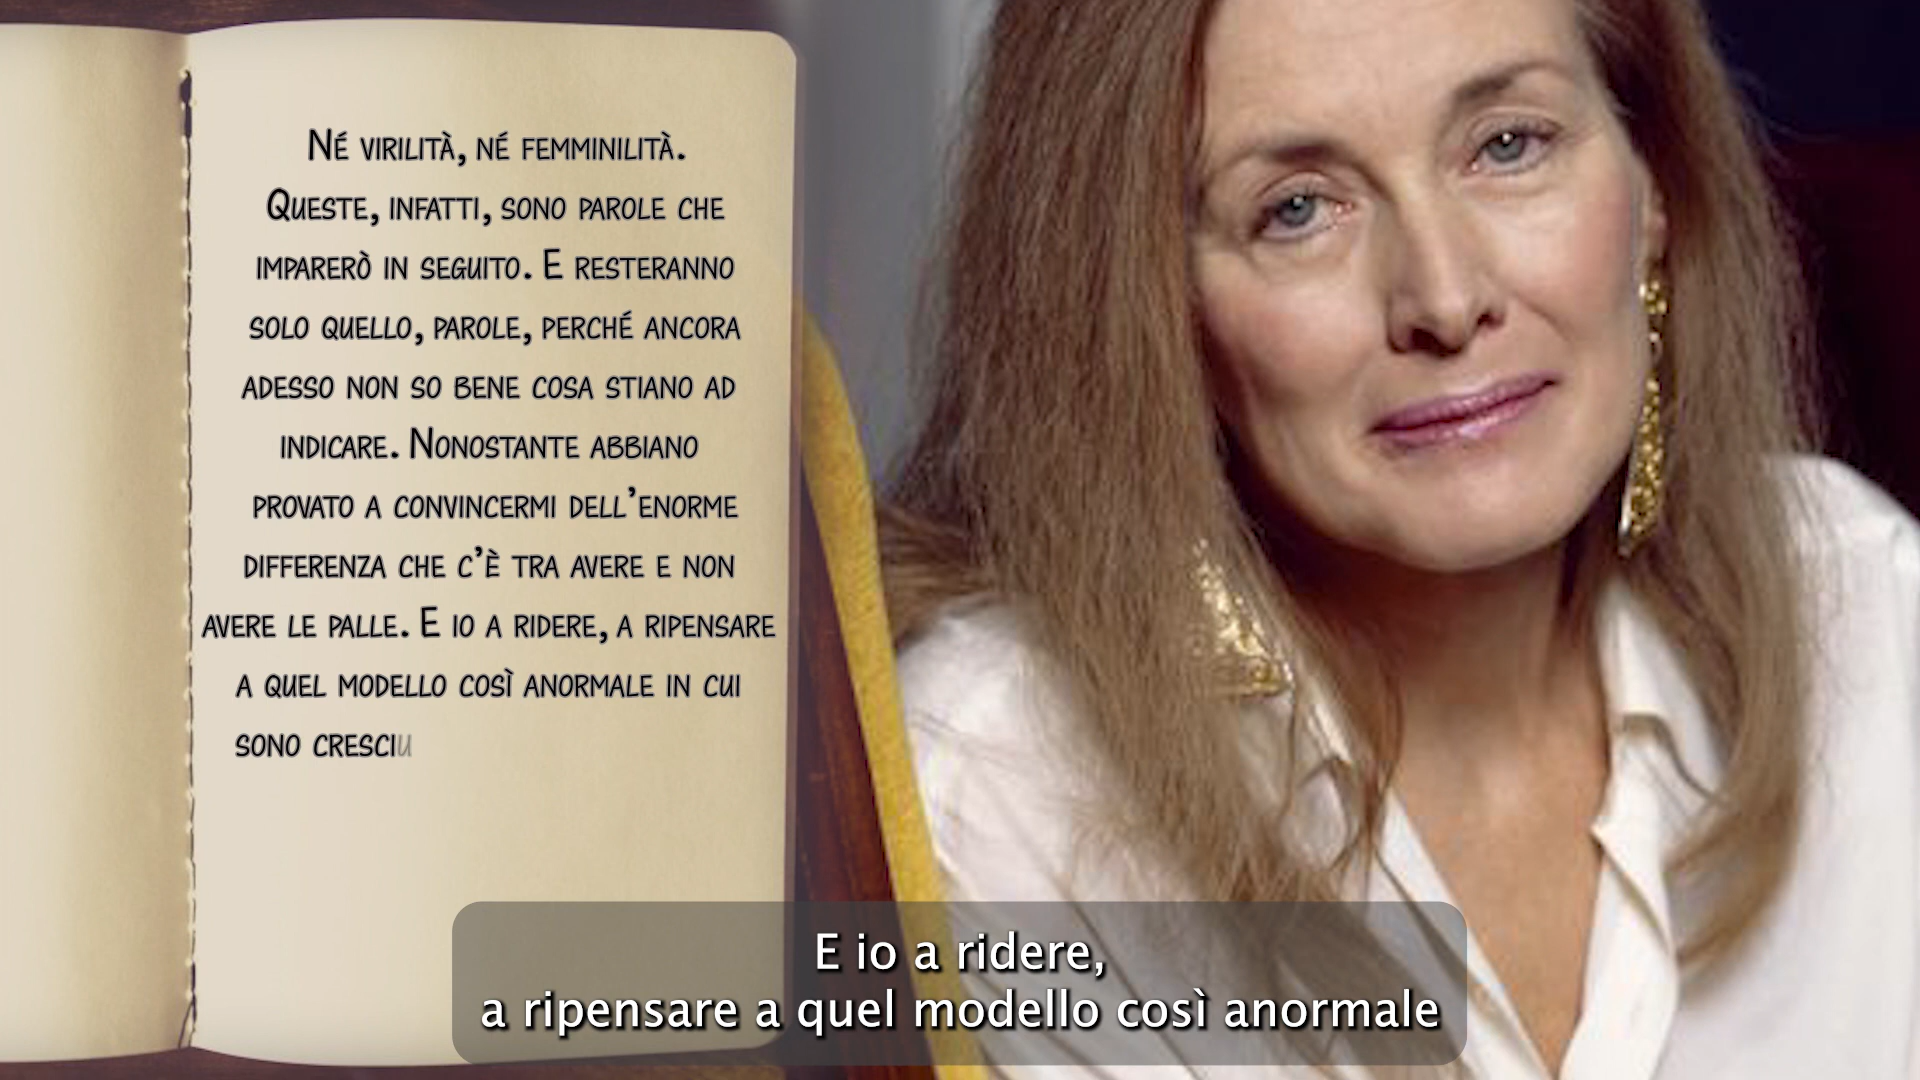 Né virilità, né femminilità.
Queste, infatti, sono parole che
imparerò in seguito. E resteranno
solo quello, parole, perché ancora
adesso non so bene cosa stiano ad
indicare. Nonostante abbiano
provato a convincermi dell'enorme
differenza che c'è tra avere e non
avere le palle. E io a ridere, a ripensare
a quel modello così anormale in cui
sono cresciu
E io a ridere,
a ripensare a quel modello così anormale